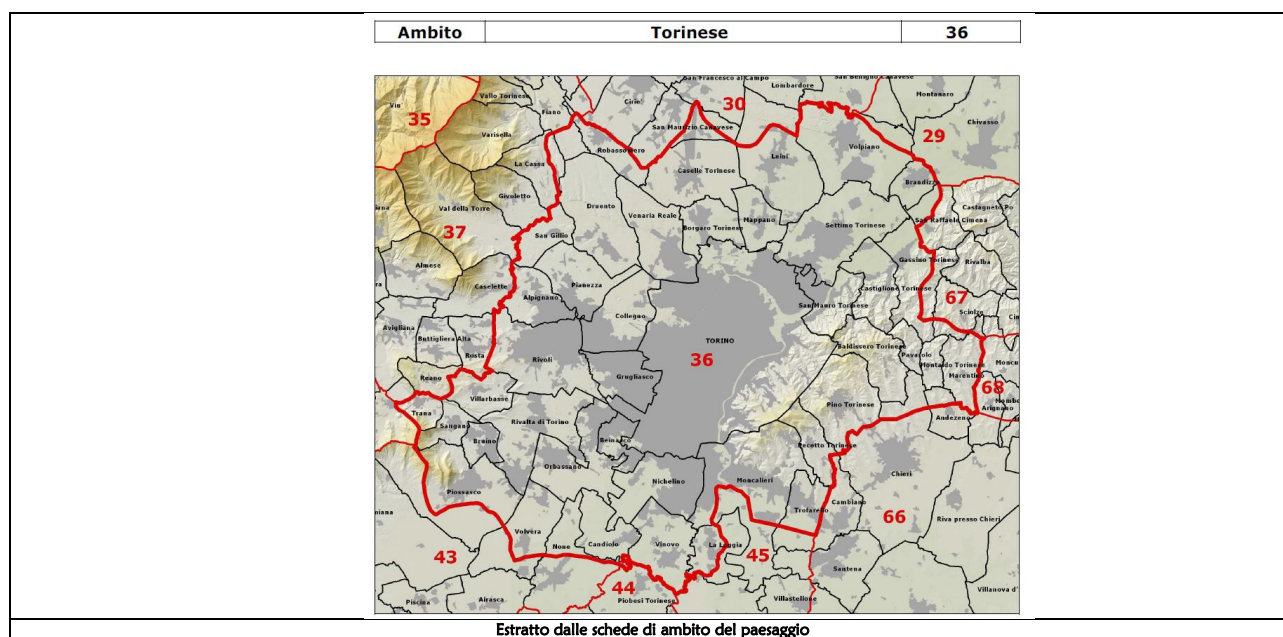 Ambito Torinese 36
San Francesco al Campo
Lombardore
San Benigno Canavese
Montanaro
Vallo Torinese
Ciriè
30
Viù
35
Fiano
Chivasso
Varisella
San Maurizio Canavese
29
Robassomero
Leinì
Volpiano
La Cassa
Caselle Torinese
Brandizzo
Givoletto
Castagneto Po
Val della Torre
Druento
Venaria Reale
Mappano
San Raffaele Cimena
37
Borgaro Torinese
Settimo Torinese
San Gillio
Almese
Gassino Torinese
Rivalba
Caselette
Pianezza
Castiglione Torinese
Alpignano
67
San Mauro Torinese
Sciolze
Collegno
Avigliana
Buttigliera Alta
TORINO
Baldissero Torinese
Rosta
Rivoli
36
Pavarolo
Montaldo Torinese
Reano
Grugliasco
Marentino
68
Villarbasse
Pino Torinese
Arignano
Trana
Andezeno
Sangano
Rivalta di Torino
Bruino
Beinasco
Pecetto Torinese
Orbassano
Chieri
Nichelino
Moncalieri
Piossasco
Cambiano
Trofarello
66
Riva presso Chieri
Volvera
None
Candiolo
Vinovo
La Loggia
43
45
Santena
44
Piscina
Airasca
Piobesi Torinese
Villastellone
Villanova d'
Estratto dalle schede di ambito del paesaggio